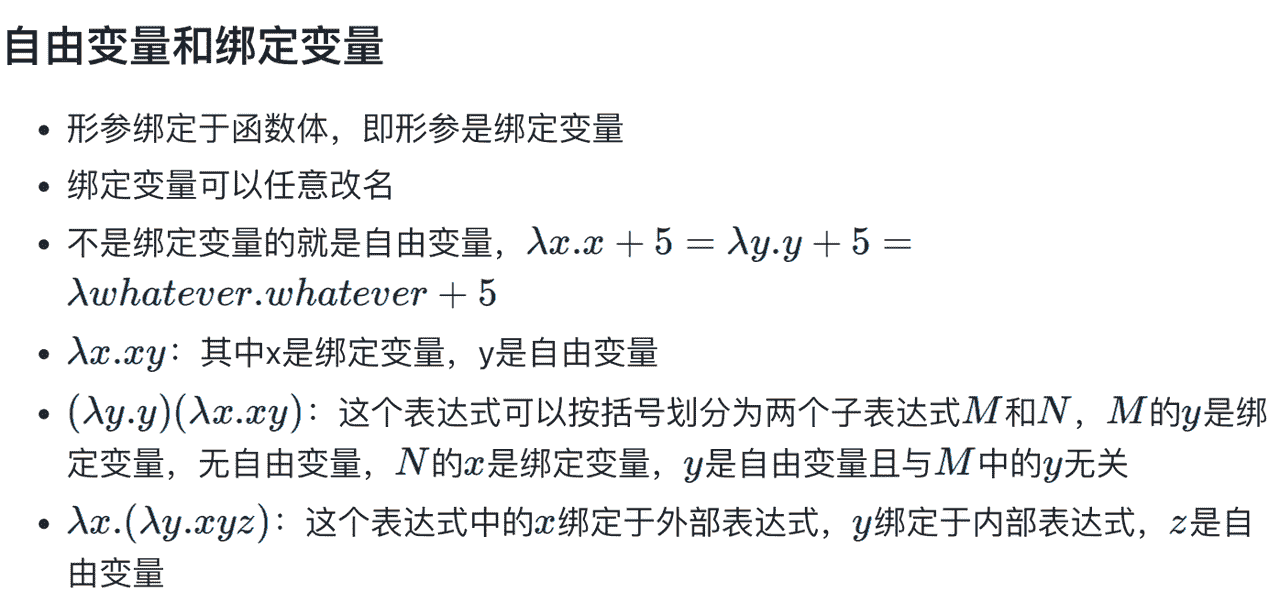 自由变量和绑定变量
• 形参绑定于函数体，即形参是绑定变量
• 绑定变量可以任意改名
• 不是绑定变量的就是自由变量，λx.x + 5 = λy.y + 5 =
λwhatever.whatever + 5
• λx.xy：其中x是绑定变量，y是自由变量
• (λy.y)(λx.xy)：这个表达式可以按括号划分为两个子表达式M和N，M的y是绑
定变量，无自由变量，N的x是绑定变量，y是自由变量且与M中的y无关
• λx.(λy.xyz)：这个表达式中的x绑定于外部表达式，y绑定于内部表达式，z是自
由变量